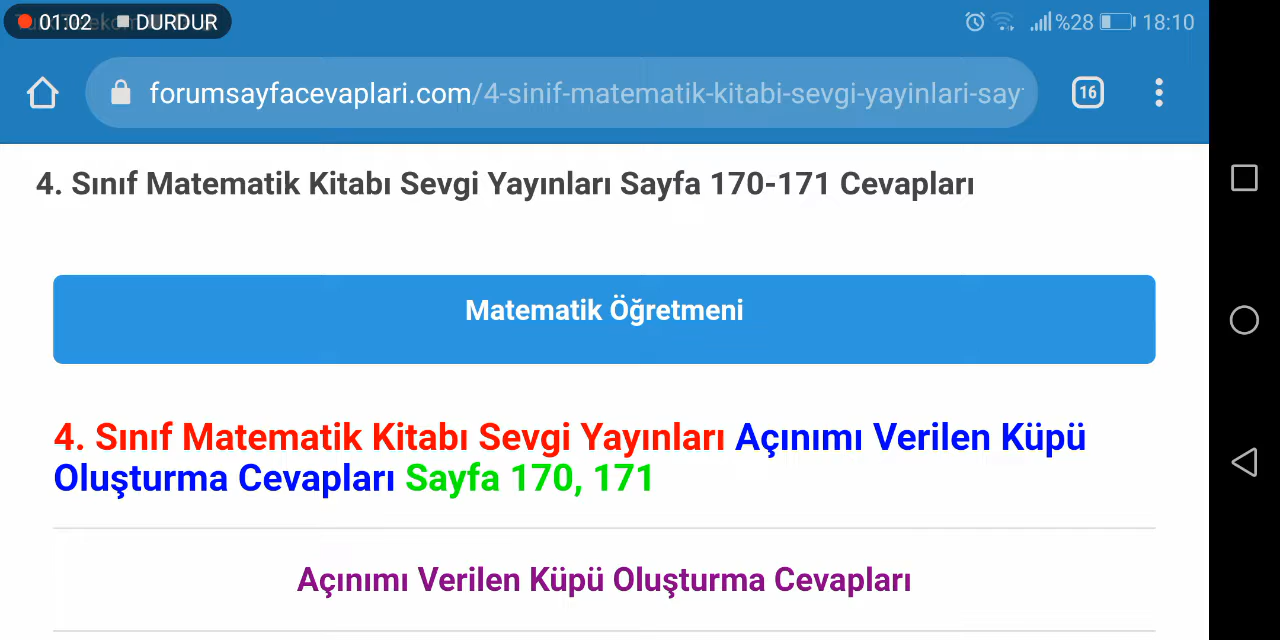 01:02 DURDUR %28 18:10
forumsayfacevaplari.com/4-sinif-matematik-kitabi-sevgi-yayinlari-say 16
4. Sınıf Matematik Kitabı Sevgi Yayınları Sayfa 170-171 Cevapları
Matematik Öğretmeni
4. Sınıf Matematik Kitabı Sevgi Yayınları Açınımı Verilen Küpü
Oluşturma Cevapları Sayfa 170, 171
Açınımı Verilen Küpü Oluşturma Cevapları